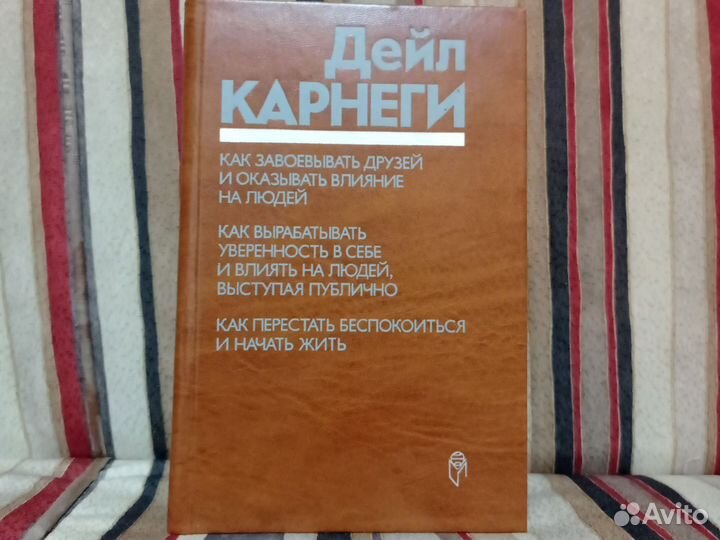 Дейл
КАРНЕГИ
КАК ЗАВОЕВЫВАТЬ ДРУЗЕЙ
И ОКАЗЫВАТЬ ВЛИЯНИЕ
НА ЛЮДЕЙ
КАК ВЫРАБАТЫВАТЬ
УВЕРЕННОСТЬ В СЕБЕ
И ВЛИЯТЬ НА ЛЮДЕЙ,
ВЫСТУПАЯ ПУБЛИЧНО
КАК ПЕРЕСТАТЬ БЕСПОКОИТЬСЯ
И НАЧАТЬ ЖИТЬ
Avito